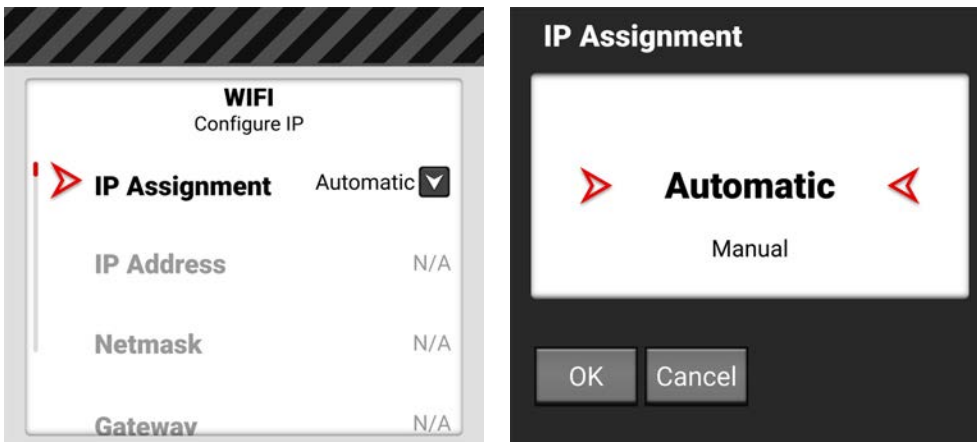 WIFI
Configure IP
IP Assignment Automatic
IP Address N/A
Netmask N/A
Gateway N/A
IP Assignment
Automatic
Manual
OK Cancel